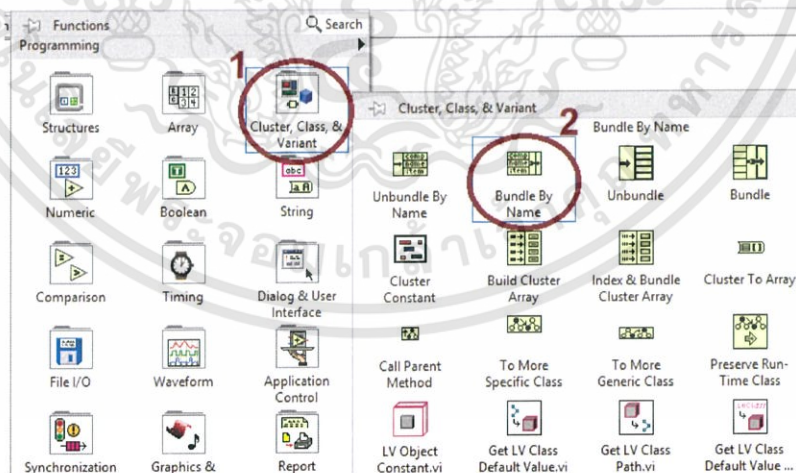 Functions
Search
Programming
1
Structures
Array
Cluster, Class, &
Variant
Numeric
Boolean
String
Comparison
Timing
Dialog & User
Interface
File I/O
Waveform
Application
Control
Synchronization
Graphics &
Report
Cluster, Class, & Variant
2
Bundle By Name
Unbundle By
Name
Bundle By
Name
Unbundle
Bundle
Cluster
Constant
Build Cluster
Array
Index & Bundle
Cluster Array
Cluster To Array
Call Parent
Method
To More
Specific Class
To More
Generic Class
Preserve Run-
Time Class
LV Object
Constant.vi
Get LV Class
Default Value.vi
Get LV Class
Path.vi
Get LV Class
Default Value ...